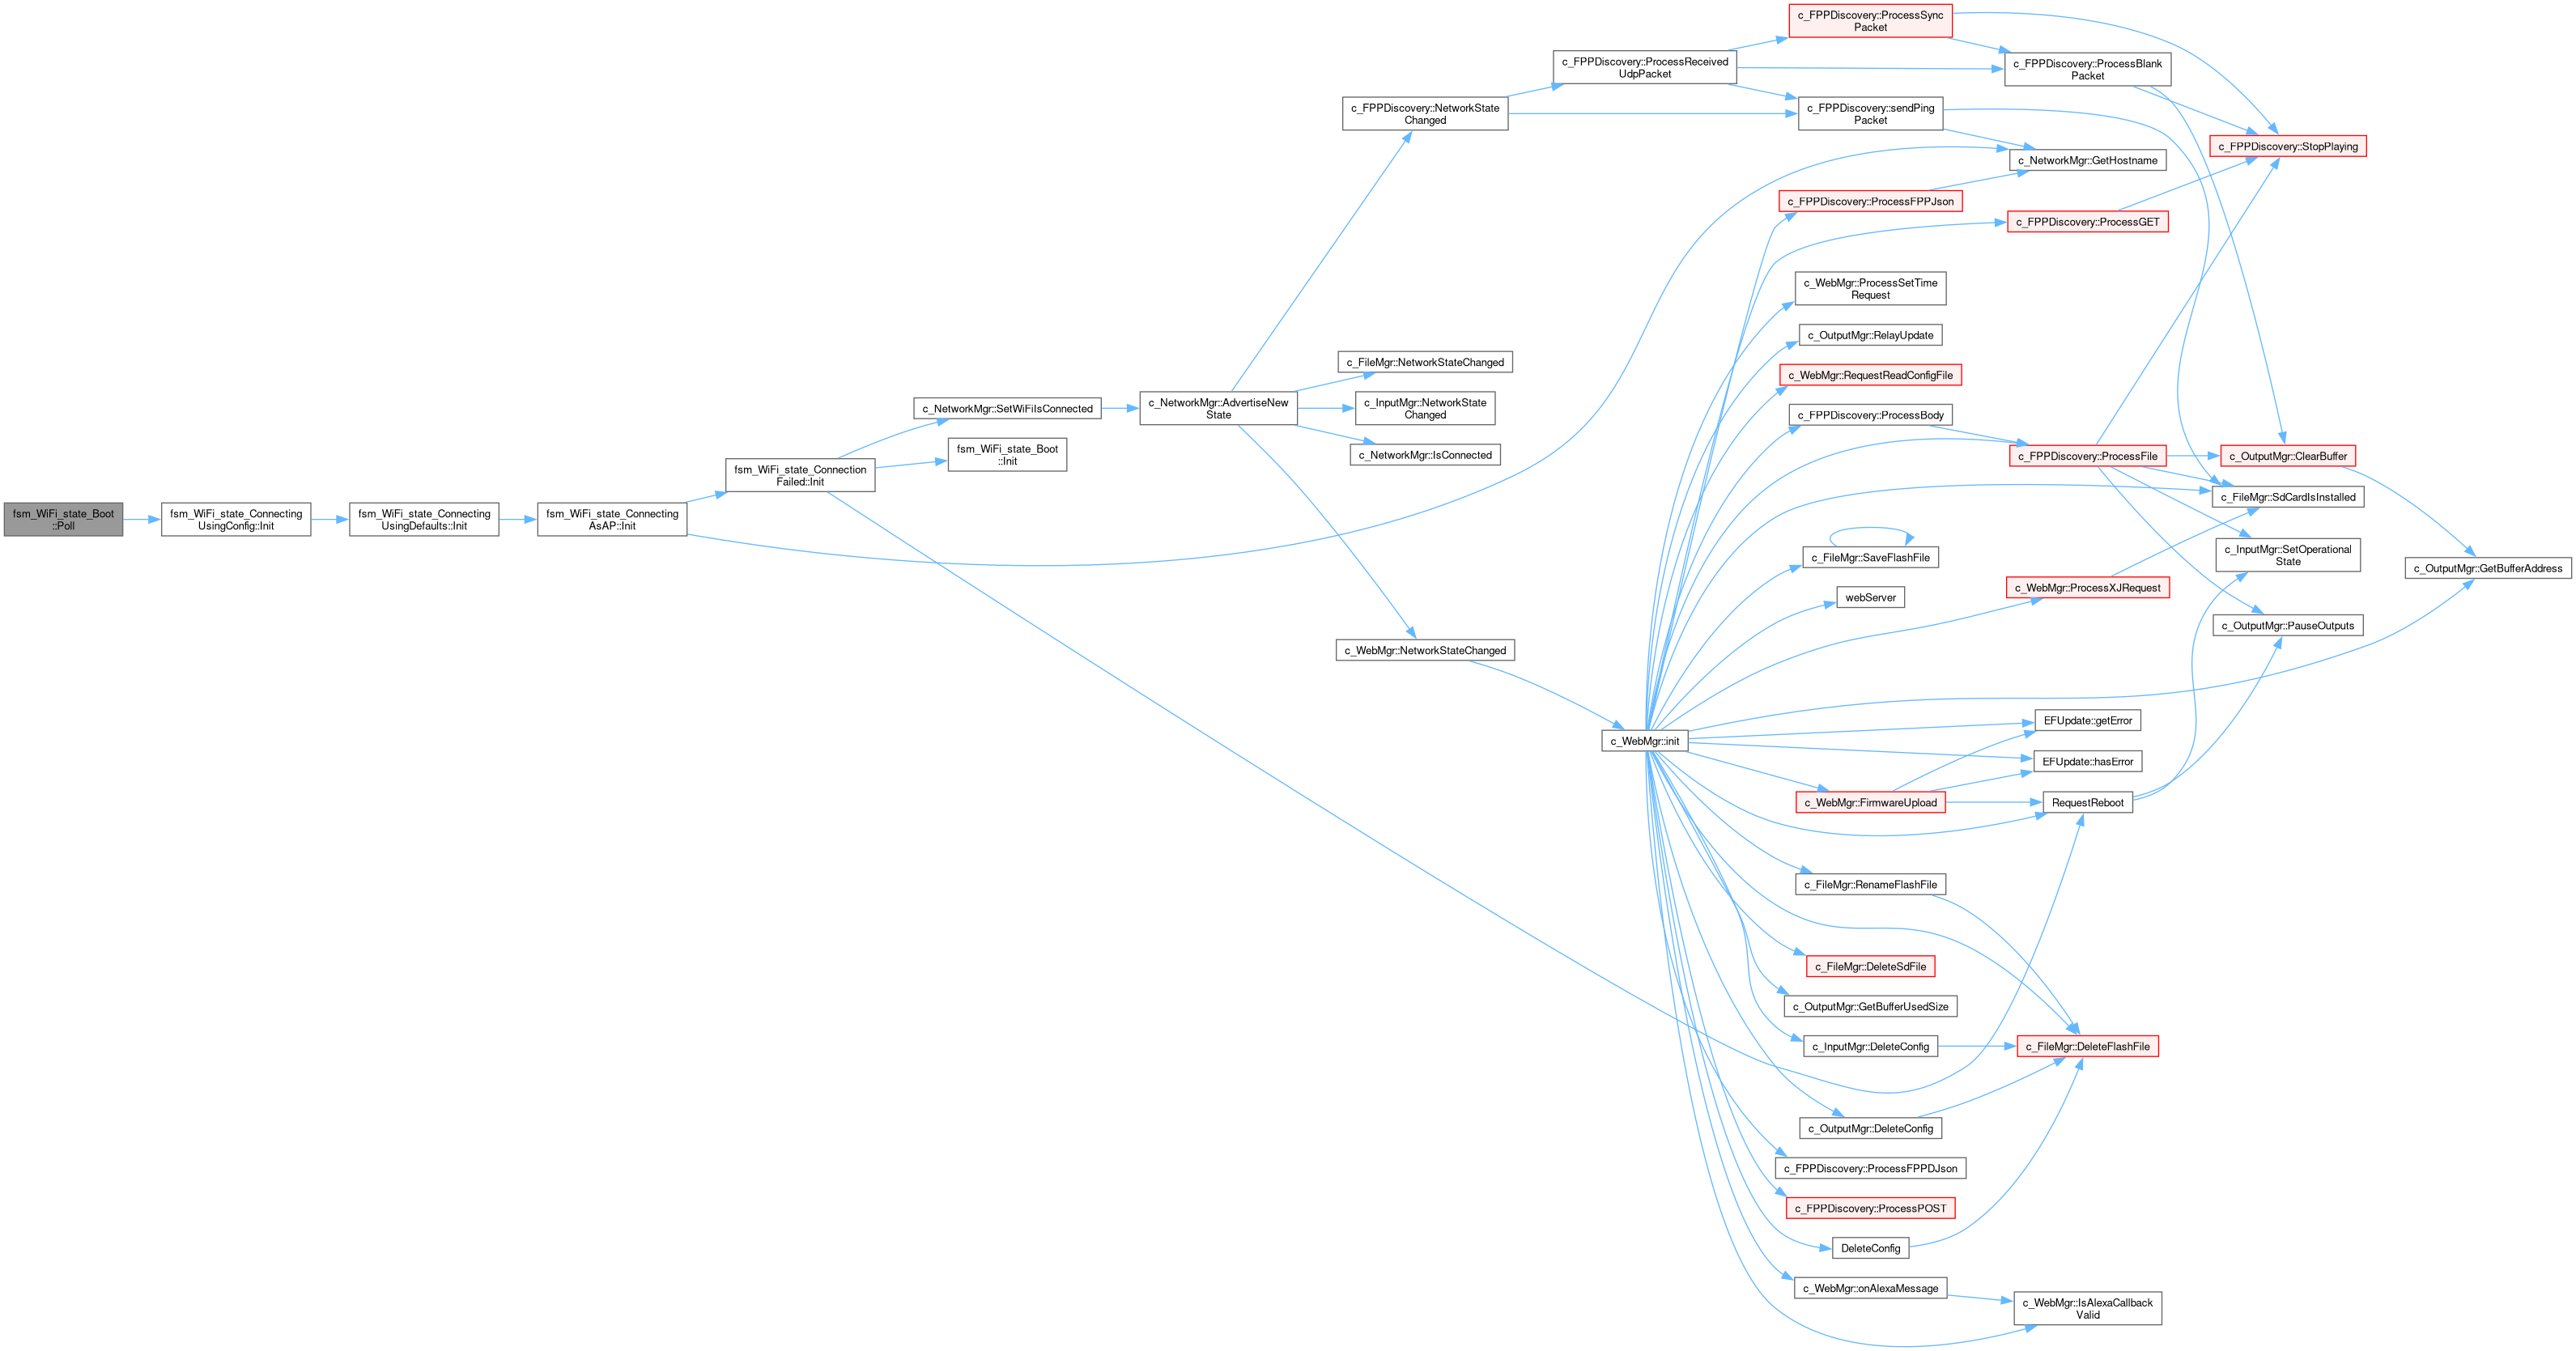 fsm_WiFi_state_Boot
::Poll
fsm_WiFi_state_Connecting
UsingConfig::Init
fsm_WiFi_state_Connecting
UsingDefaults::Init
fsm_WiFi_state_Connecting
AsAP::Init
fsm_WiFi_state_Connection
Failed::Init
c_NetworkMgr::SetWiFiIsConnected
fsm_WiFi_state_Boot
::Init
c_NetworkMgr::AdvertiseNew
State
c_FPPDiscovery::NetworkState
Changed
c_FileMgr::NetworkStateChanged
c_InputMgr::NetworkState
Changed
c_NetworkMgr::IsConnected
c_WebMgr::NetworkStateChanged
c_FPPDiscovery::ProcessReceived
UdpPacket
c_WebMgr::init
c_FPPDiscovery::ProcessSync
Packet
c_FPPDiscovery::sendPing
Packet
c_FPPDiscovery::ProcessFPPJson
c_WebMgr::ProcessSetTime
Request
c_OutputMgr::RelayUpdate
c_WebMgr::RequestReadConfigFile
c_FPPDiscovery::ProcessBody
c_FileMgr::SaveFlashFile
webServer
c_WebMgr::FirmwareUpload
c_FileMgr::RenameFlashFile
c_FileMgr::DeleteSdFile
c_OutputMgr::GetBufferUsedSize
c_InputMgr::DeleteConfig
c_OutputMgr::DeleteConfig
c_FPPDiscovery::ProcessFPPDJson
c_FPPDiscovery::ProcessPOST
DeleteConfig
c_WebMgr::onAlexaMessage
c_FPPDiscovery::ProcessBlank
Packet
c_NetworkMgr::GetHostname
c_FPPDiscovery::ProcessGET
c_FPPDiscovery::ProcessFile
c_WebMgr::ProcessXJRequest
EFUpdate::getError
EFUpdate::hasError
RequestReboot
c_FileMgr::DeleteFlashFile
c_WebMgr::IsAlexaCallback
Valid
c_FPPDiscovery::StopPlaying
c_OutputMgr::ClearBuffer
c_FileMgr::SdCardIsInstalled
c_InputMgr::SetOperational
State
c_OutputMgr::PauseOutputs
c_OutputMgr::GetBufferAddress